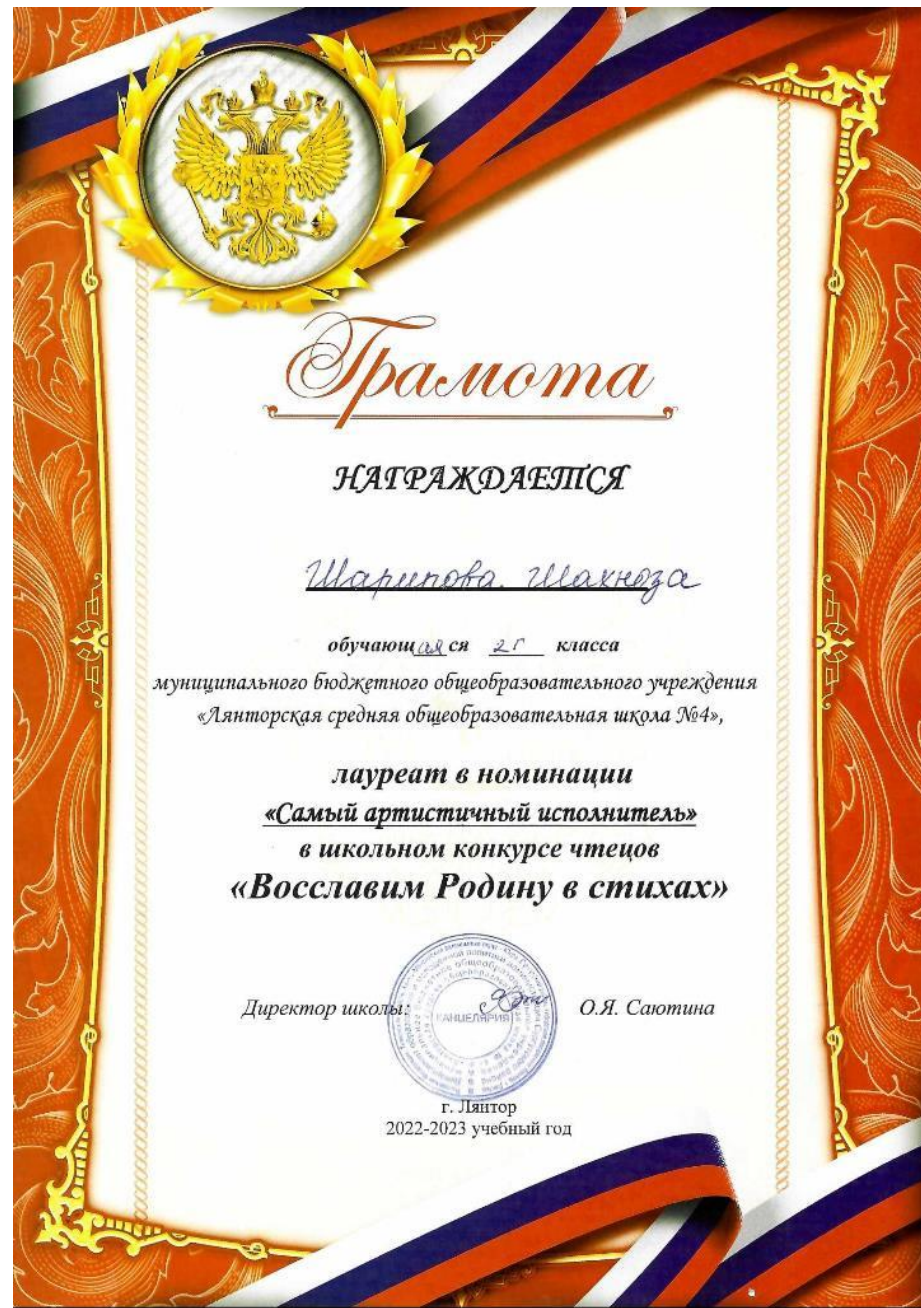 Грамота
НАГРАЖДАЕТСЯ
Шарипова Шахноза
обучающаяся 2Г класса
муниципального бюджетного общеобразовательного учреждения
«Лянторская средняя общеобразовательная школа №4»,
лауреат в номинации
«Самый артистичный исполнитель»
в школьном конкурсе чтецов
«Восславим Родину в стихах»
Директор школы: О.Я. Саютина
КАНЦЕЛЯРИЯ
г. Лянтор
2022-2023 учебный год